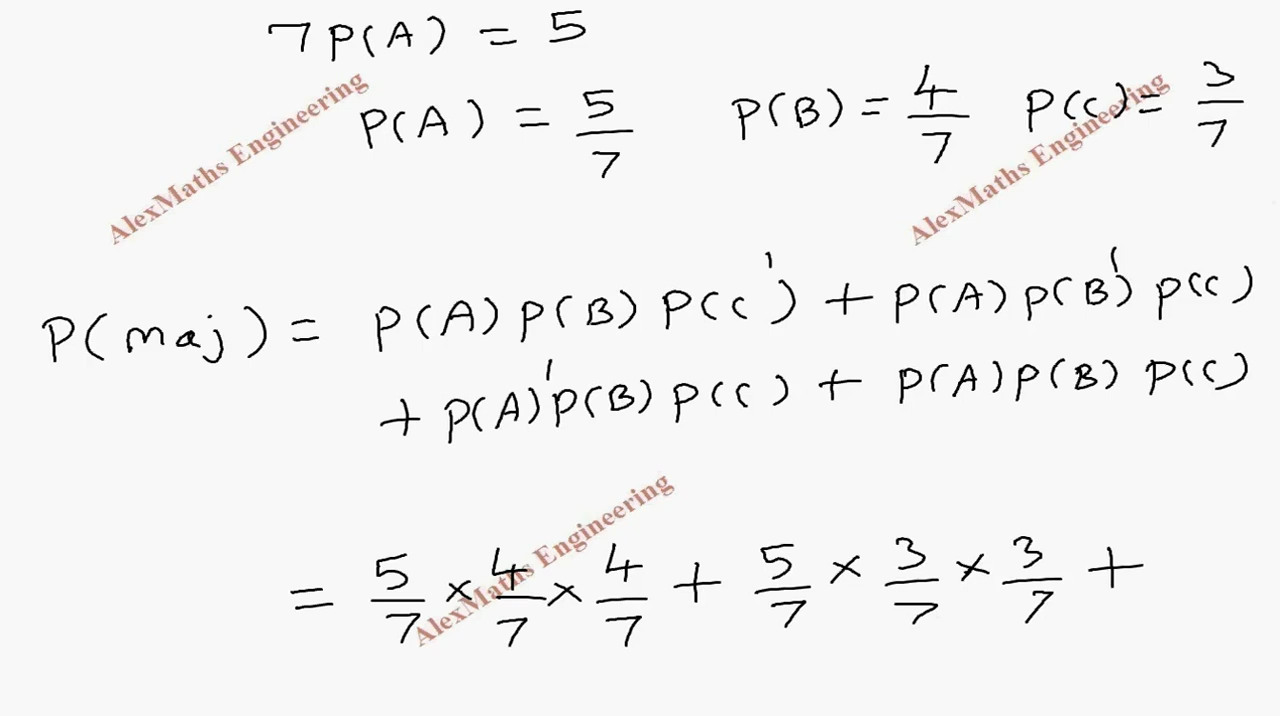 7P(A) = 5
P(A) = 5/7 P(B) = 4/7 P(C) = 3/7
AlexMaths Engineering AlexMaths Engineering
P(maj) = P(A) P(B) P(C') + P(A) P(B') P(C)
+ P(A)' P(B) P(C) + P(A) P(B) P(C)
= 5/7 × 4/7 × 4/7 + 5/7 × 3/7 × 3/7 +
AlexMaths Engineering